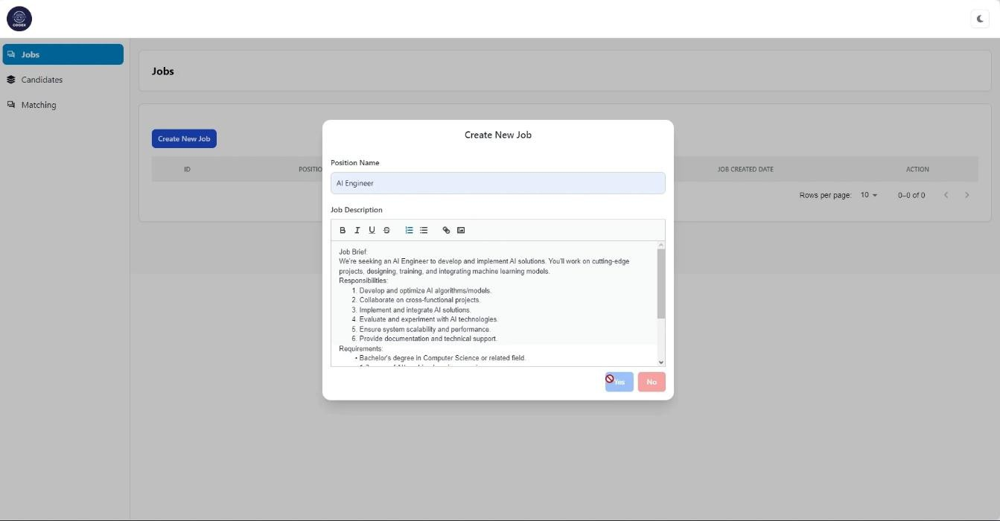 CODEX
Jobs
Candidates
Matching
Jobs
Create New Job
ID
POSITIO
JOB CREATED DATE
ACTION
Rows per page: 10
0–0 of 0
Create New Job
Position Name
AI Engineer
Job Description
B I U S
Job Brief:
We're seeking an AI Engineer to develop and implement AI solutions. You'll work on cutting-edge
projects, designing, training, and integrating machine learning models.
Responsibilities:
1. Develop and optimize AI algorithms/models.
2. Collaborate on cross-functional projects.
3. Implement and integrate AI solutions.
4. Evaluate and experiment with AI technologies.
5. Ensure system scalability and performance.
6. Provide documentation and technical support.
Requirements:
• Bachelor's degree in Computer Science or related field.
Yes
No